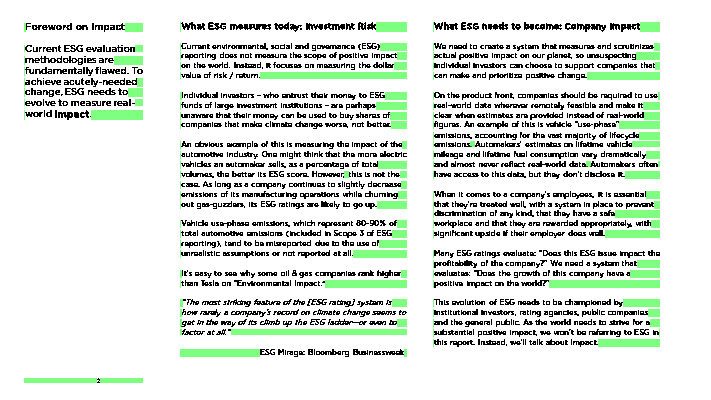 Foreword on Impact
Current ESG evaluation
methodologies are
fundamentally flawed. To
achieve acutely-needed
change, ESG needs to
evolve to measure real-
world Impact.
What ESG measures today: Investment Risk
Current environmental, social and governance (ESG)
reporting does not measure the scope of positive impact
on the world. Instead, it focuses on measuring the dollar
value of risk / return.
Individual investors – who entrust their money to ESG
funds of large investment institutions – are perhaps
unaware that their money can be used to buy shares of
companies that make climate change worse, not better.
An obvious example of this is measuring the impact of the
automotive industry. One might think that the more electric
vehicles an automaker sells, as a percentage of total
volumes, the better its ESG score. However, this is not the
case. As long as a company continues to slightly decrease
emissions of its manufacturing operations while churning
out gas-guzzlers, its ESG ratings are likely to go up.
Vehicle use-phase emissions, which represent 80-90% of
total automotive emissions (included in Scope 3 of ESG
reporting), tend to be misreported due to the use of
unrealistic assumptions or not reported at all.
It's easy to see why some oil & gas companies rank higher
than Tesla on "Environmental Impact."
"The most striking feature of the [ESG rating] system is
how rarely a company's record on climate change seems to
get in the way of its climb up the ESG ladder—or even to
factor at all."
ESG Mirage: Bloomberg Businessweek
What ESG needs to become: Company Impact
We need to create a system that measures and scrutinizes
actual positive impact on our planet, so unsuspecting
individual investors can choose to support companies that
can make and prioritize positive change.
On the product front, companies should be required to use
real-world data wherever remotely feasible and make it
clear when estimates are provided instead of real-world
figures. An example of this is vehicle "use-phase"
emissions, accounting for the vast majority of lifecycle
emissions. Automakers' estimates on lifetime vehicle
mileage and lifetime fuel consumption vary dramatically
and almost never reflect real-world data. Automakers often
have access to this data, but they don't disclose it.
When it comes to a company's employees, it is essential
that they're treated well, with a system in place to prevent
discrimination of any kind, that they have a safe
workplace and that they are rewarded appropriately, with
significant upside if their employer does well.
Many ESG ratings evaluate: "Does this ESG issue impact the
profitability of the company?" We need a system that
evaluates: "Does the growth of this company have a
positive impact on the world?"
This evolution of ESG needs to be championed by
institutional investors, rating agencies, public companies
and the general public. As the world needs to strive for a
substantial positive impact, we won't be referring to ESG in
this report. Instead, we'll talk about Impact.
2